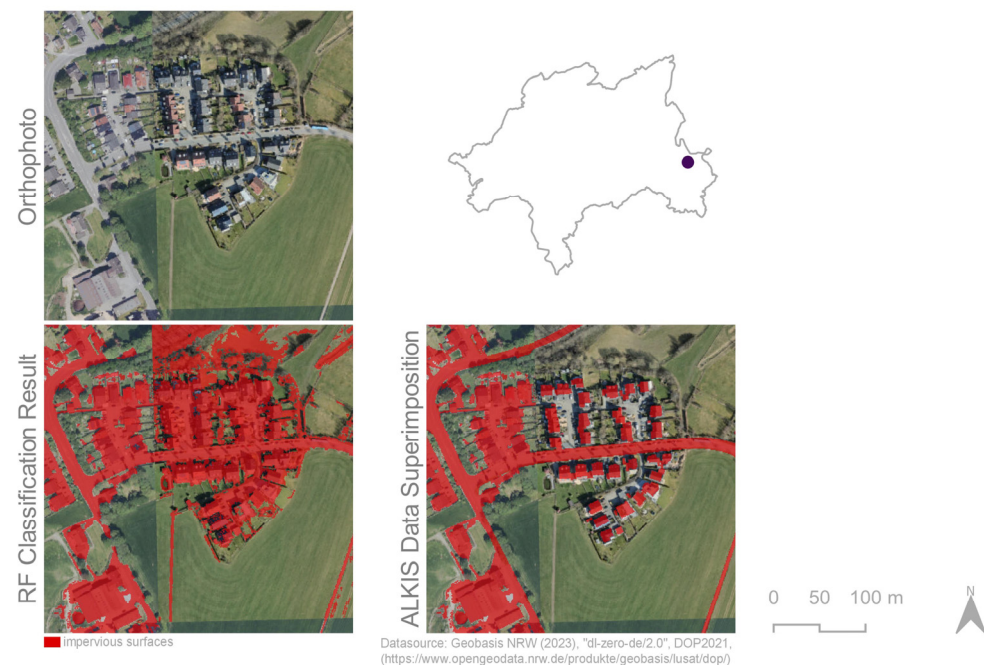 Orthophoto
RF Classification Result
ALKIS Data Superimposition
impervious surfaces
Datasource: Geobasis NRW (2023), "dl-zero-de/2.0", DOP2021,
(https://www.opengeodata.nrw.de/produkte/geobasis/lusat/dop/)
0 50 100 m
N